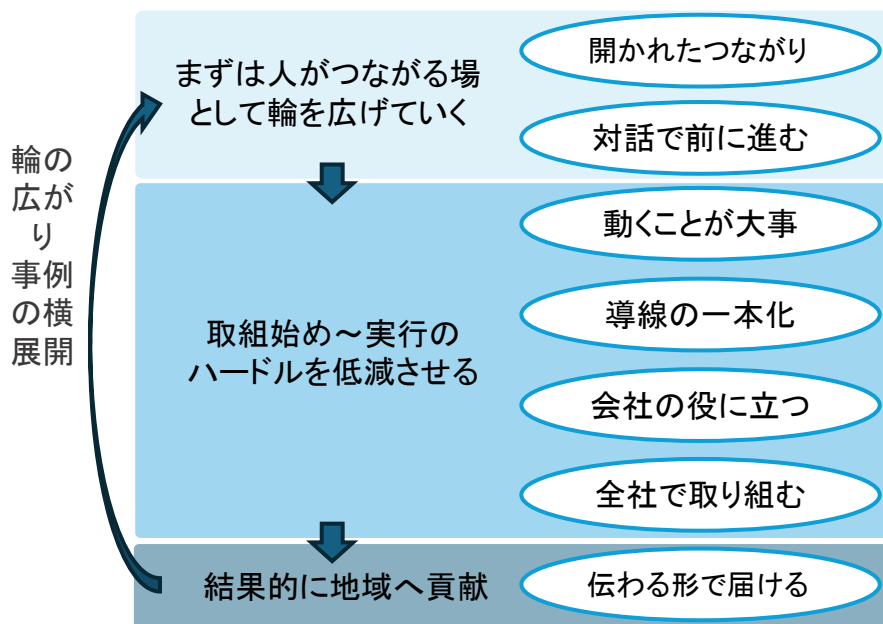 開かれたつながり
まずは人がつながる場
として輪を広げていく
対話で前に進む
輪の
広が
り
事例
の横
展開
動くことが大事
導線の一本化
取組始め～実行の
ハードルを低減させる
会社の役に立つ
全社で取り組む
結果的に地域へ貢献
伝わる形で届ける